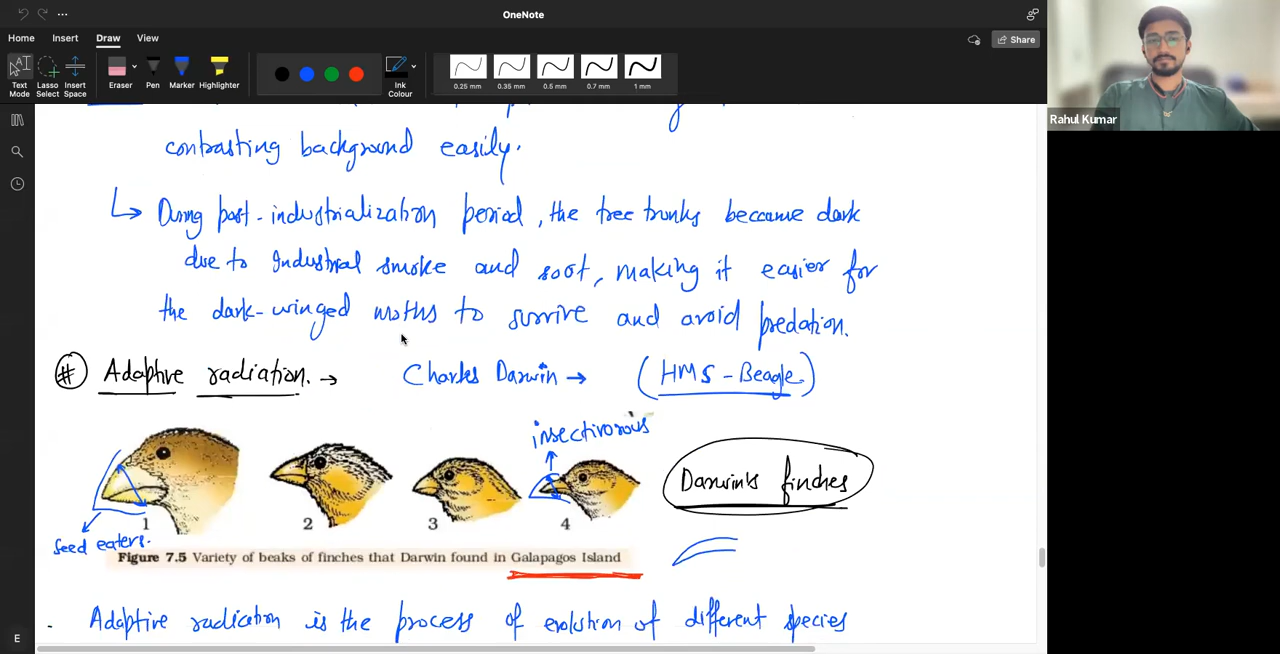 OneNote
Home Insert Draw View
Share
Text Mode
Lasso Select
Insert Space
Eraser
Pen
Marker
Highlighter
Ink Colour
0.25 mm 0.35 mm 0.5 mm 0.7 mm 1 mm
Rahul Kumar
contrasting background easily.
↳ During post-industrialization period, the tree trunks became dark
due to Industrial smoke and soot, making it easier for
the dark-winged moths to survive and avoid predation.
# Adaptive radiation. → Charles Darwin → (HMS - Beagle)
insectivorous
Darwin's finches
1 2 3 4
Seed eaters.
Figure 7.5 Variety of beaks of finches that Darwin found in Galapagos Island
- Adaptive radiation is the process of evolution of different species
E